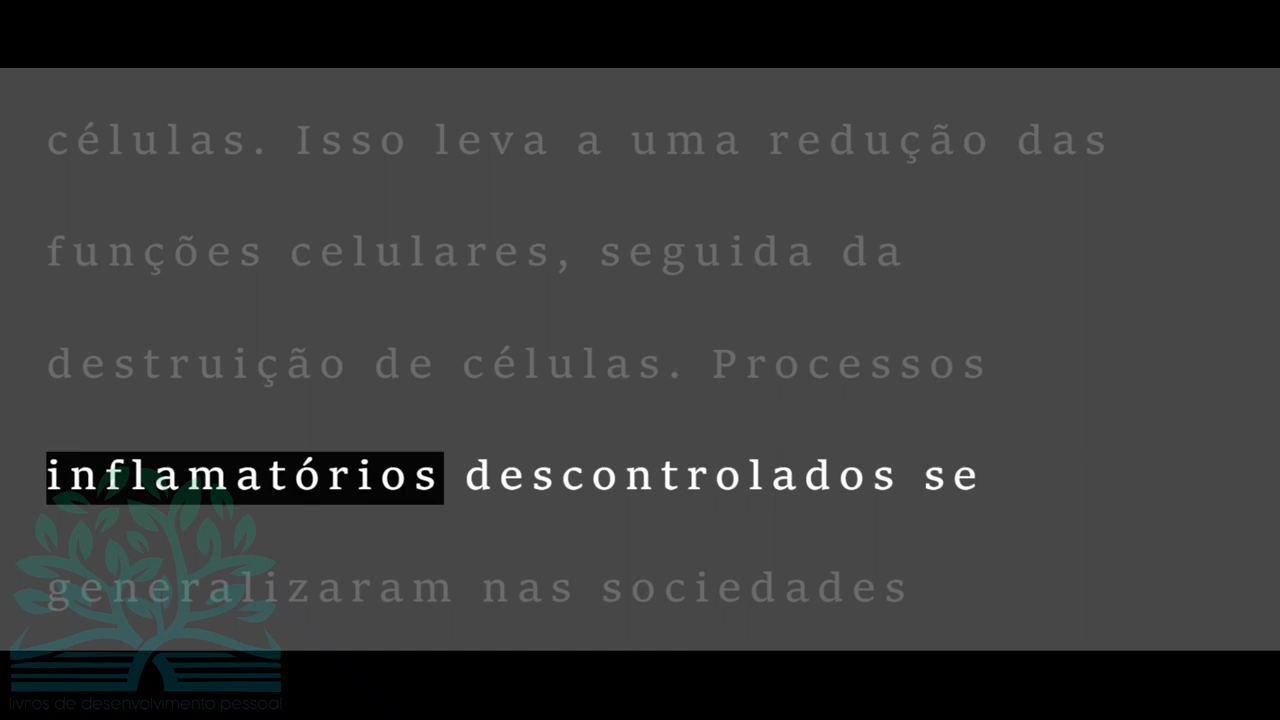 células. Isso leva a uma redução das
funções celulares, seguida da
destruição de células. Processos
inflamatórios descontrolados se
generalizaram nas sociedades
livros de desenvolvimento pessoal